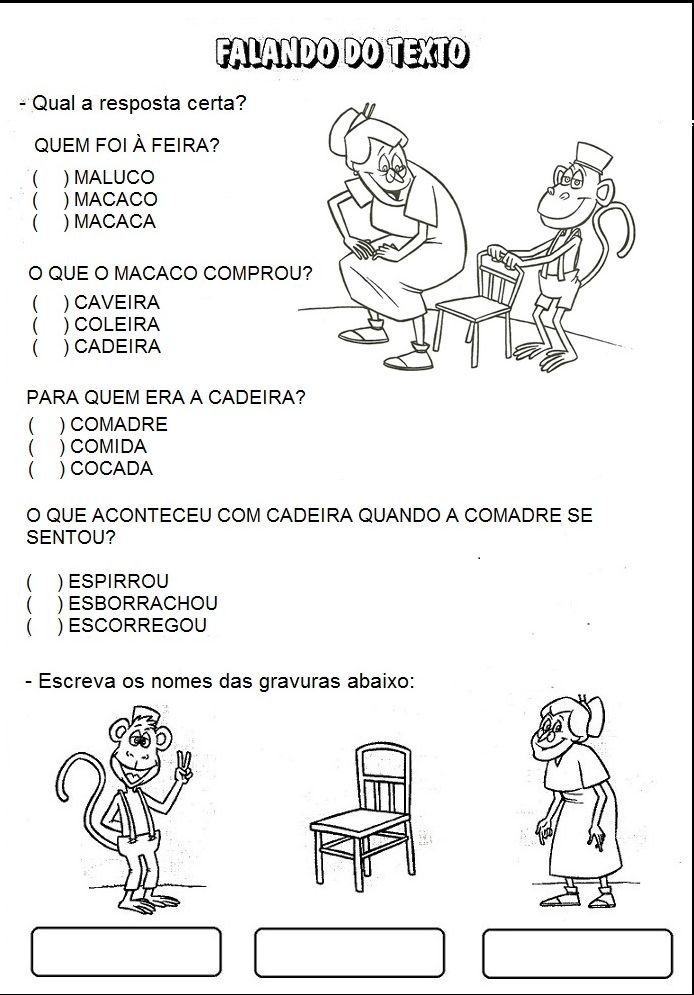 FALANDO DO TEXTO
- Qual a resposta certa?
QUEM FOI À FEIRA?
( ) MALUCO
( ) MACACO
( ) MACACA
O QUE O MACACO COMPROU?
( ) CAVEIRA
( ) COLEIRA
( ) CADEIRA
PARA QUEM ERA A CADEIRA?
( ) COMADRE
( ) COMIDA
( ) COCADA
O QUE ACONTECEU COM CADEIRA QUANDO A COMADRE SE
SENTOU?
( ) ESPIRROU
( ) ESBORRACHOU
( ) ESCORREGOU
- Escreva os nomes das gravuras abaixo: